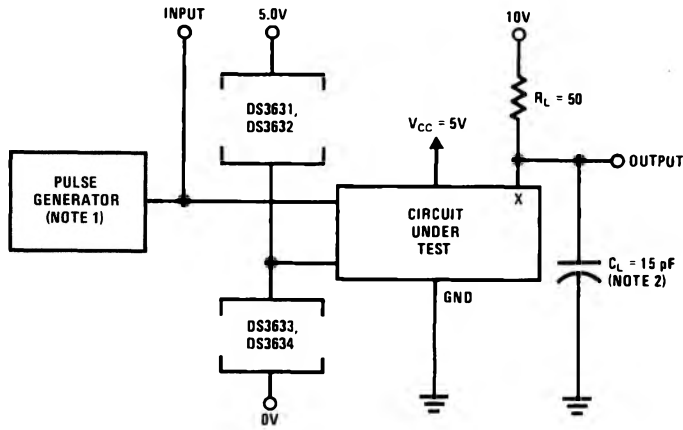 INPUT
5.0V
10V
DS3631,
DS3632
R_L = 50
V_CC = 5V
OUTPUT
PULSE
GENERATOR
(NOTE 1)
X
CIRCUIT
UNDER
TEST
C_L = 15 pF
(NOTE 2)
GND
DS3633,
DS3634
0V